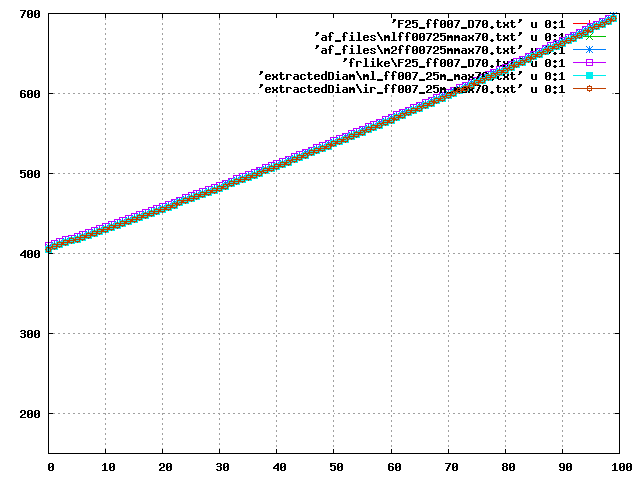 700
'F25_ff007_D70.txt' u 0:1
'af_files\mlff00725mmax70.txt' u 0:1
'af_files\m2ff00725mmax70.txt' u 0:1
'frlike\F25_ff007_D70.txt' u 0:1
'extractedDiam\ml_ff007_25m_max70.txt' u 0:1
'extractedDiam\ir_ff007_25m_max70.txt' u 0:1
600
500
400
300
200
0 10 20 30 40 50 60 70 80 90 100